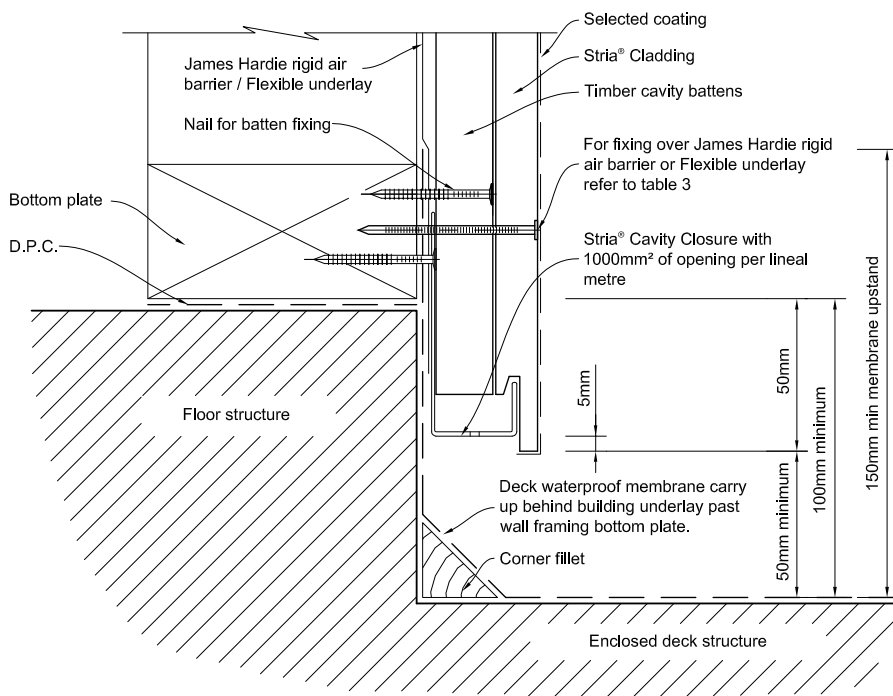 Selected coating
James Hardie rigid air
barrier / Flexible underlay
Stria® Cladding
Timber cavity battens
Nail for batten fixing
For fixing over James Hardie rigid
air barrier or Flexible underlay
refer to table 3
Bottom plate
D.P.C.
Stria® Cavity Closure with
1000mm² of opening per lineal
metre
Floor structure
5mm
50mm
50mm minimum
100mm minimum
150mm min membrane upstand
Deck waterproof membrane carry
up behind building underlay past
wall framing bottom plate.
Corner fillet
Enclosed deck structure